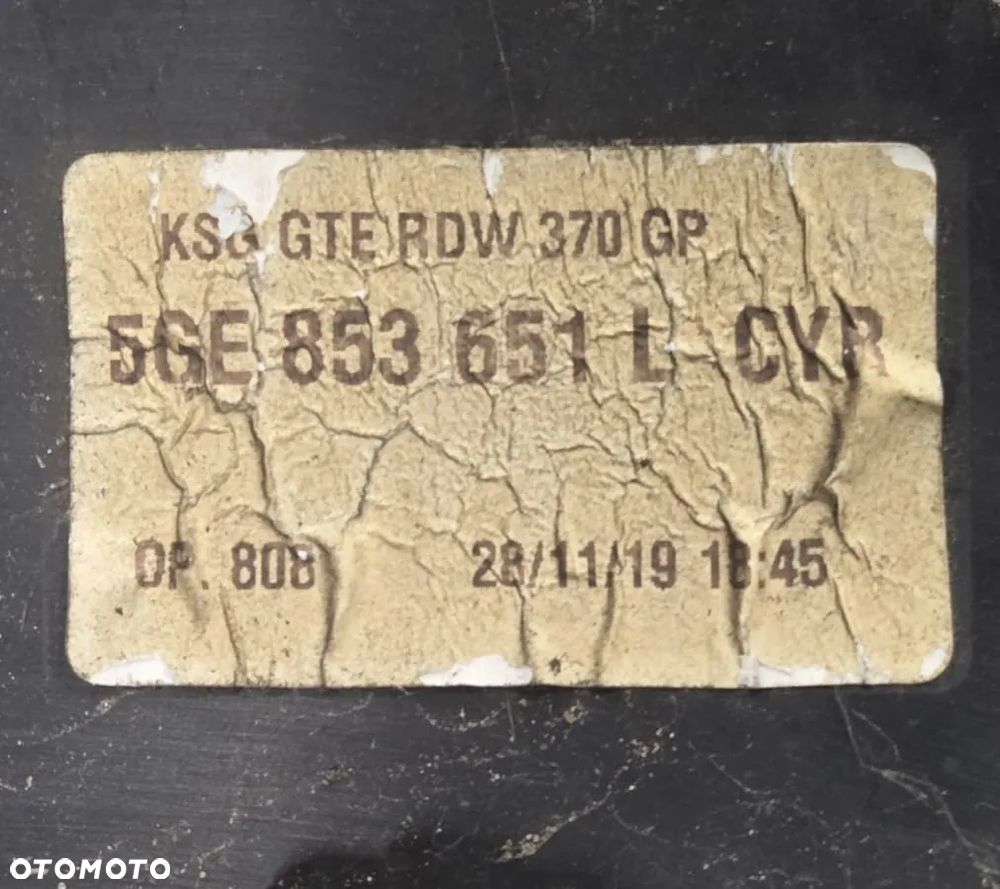 KSG GTE RDW 370 GP
5GE 853 651 L CYR
OP. 808 28/11/19 18:45
OTOMOTO